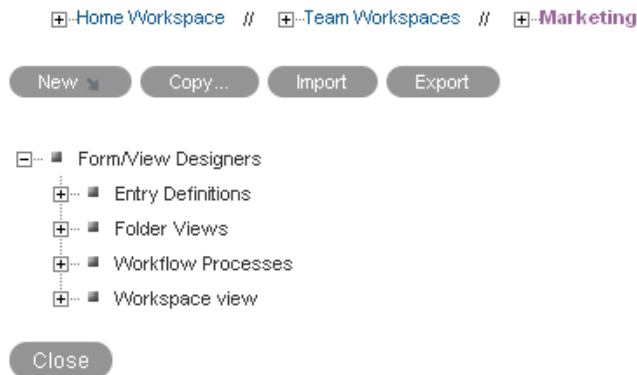 Home Workspace // Team Workspaces // Marketing
New Copy... Import Export
Form/View Designers
Entry Definitions
Folder Views
Workflow Processes
Workspace view
Close